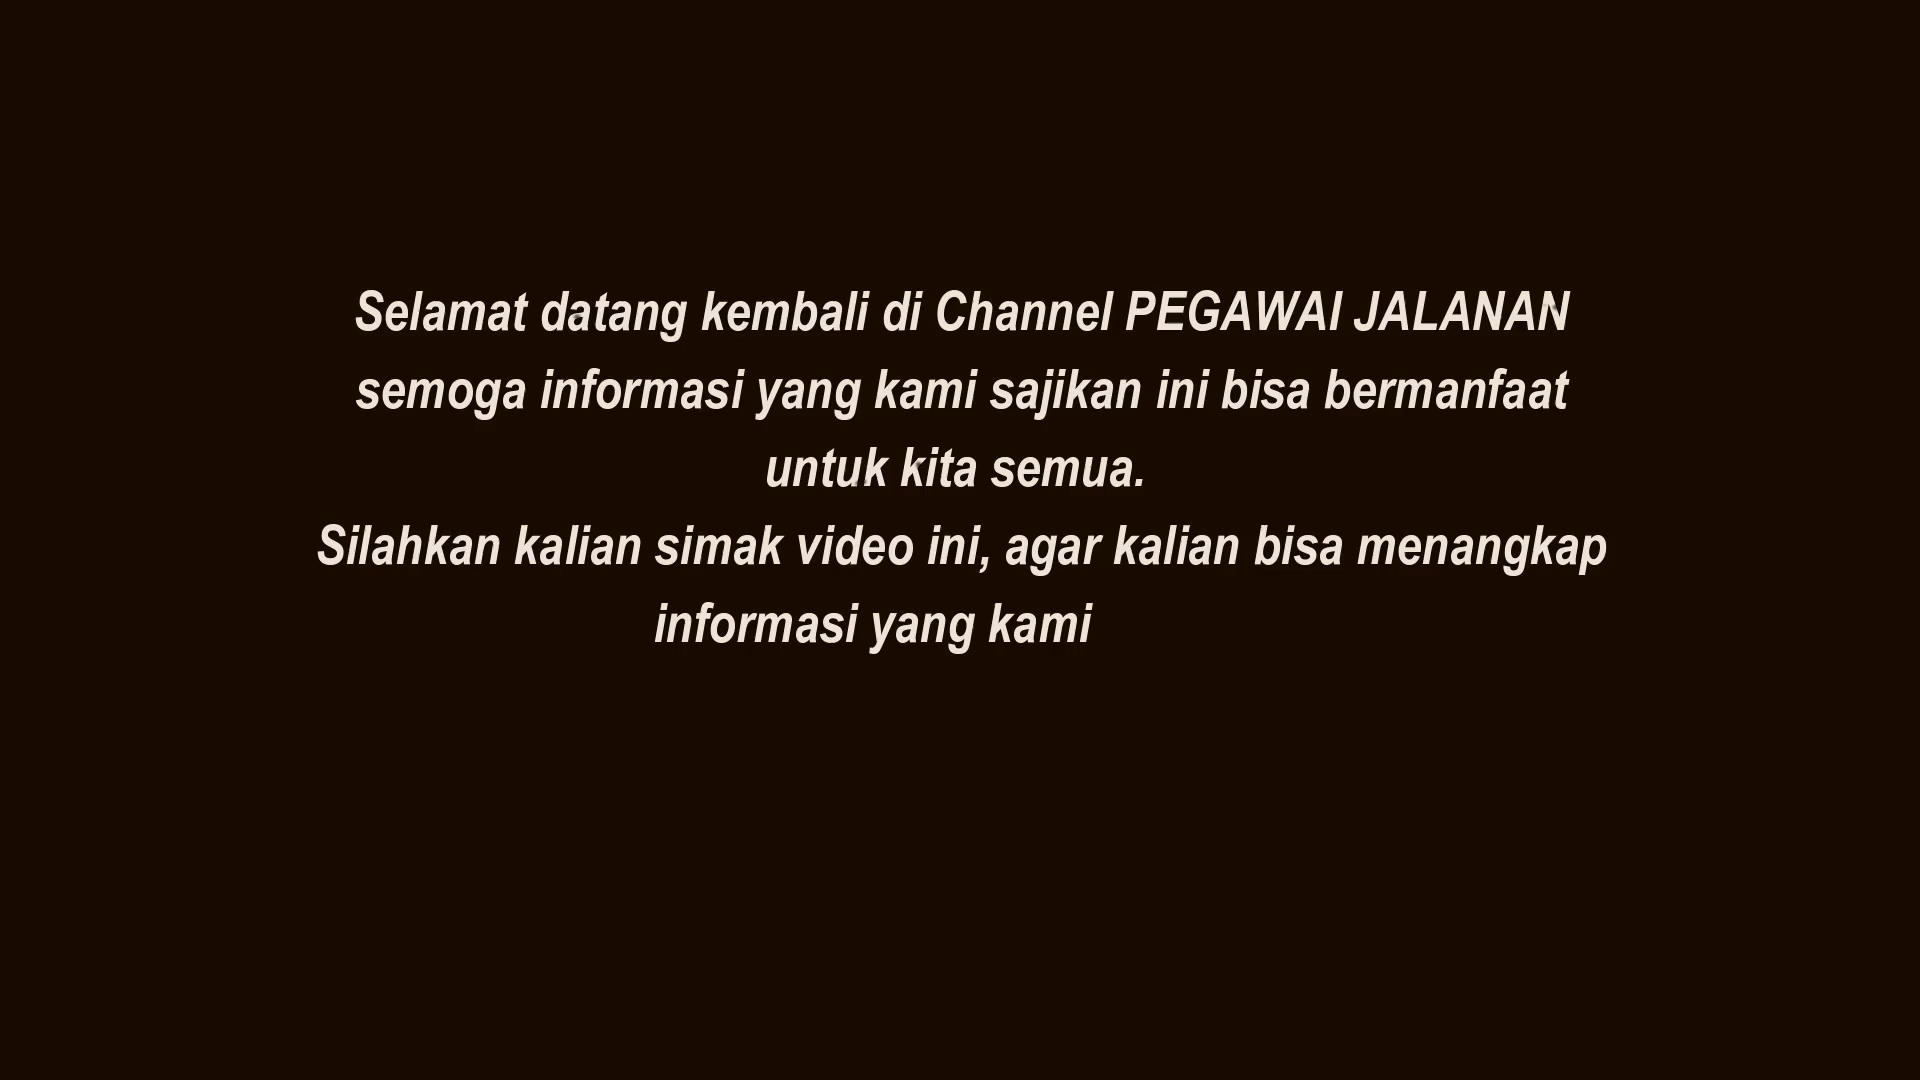 Selamat datang kembali di Channel PEGAWAI JALANAN
semoga informasi yang kami sajikan ini bisa bermanfaat
untuk kita semua.
Silahkan kalian simak video ini, agar kalian bisa menangkap
informasi yang kami